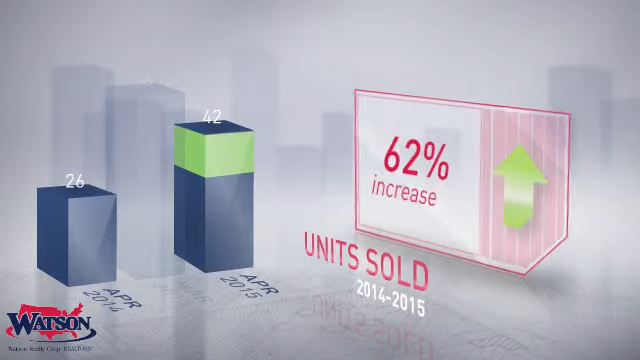 42
26
62%
increase
UNITS SOLD
2014-2015
APR
2014
APR
2015
WATSON
Watson Realty Corp. REALTORS®